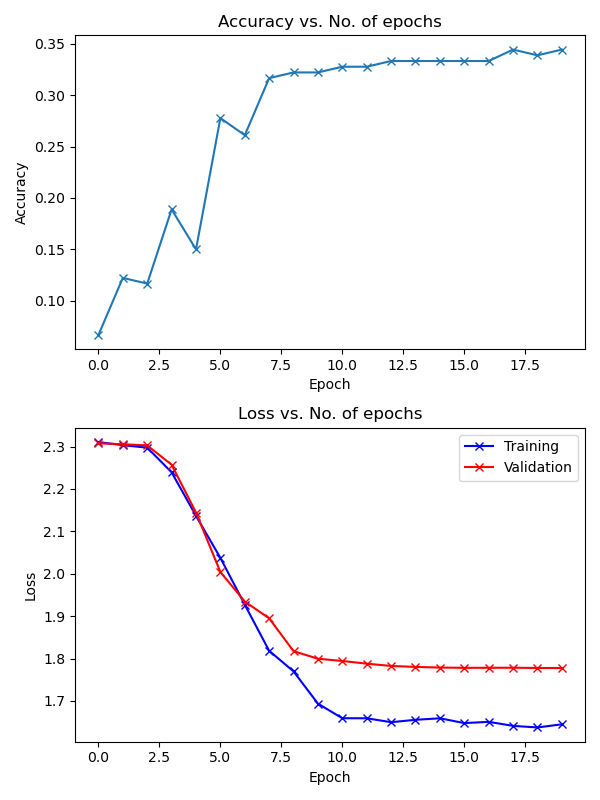 Accuracy vs. No. of epochs
0.35
0.30
0.25
0.20
0.15
0.10
Accuracy
0.0 2.5 5.0 7.5 10.0 12.5 15.0 17.5
Epoch
Loss vs. No. of epochs
Training
Validation
2.3
2.2
2.1
2.0
1.9
1.8
1.7
Loss
0.0 2.5 5.0 7.5 10.0 12.5 15.0 17.5
Epoch